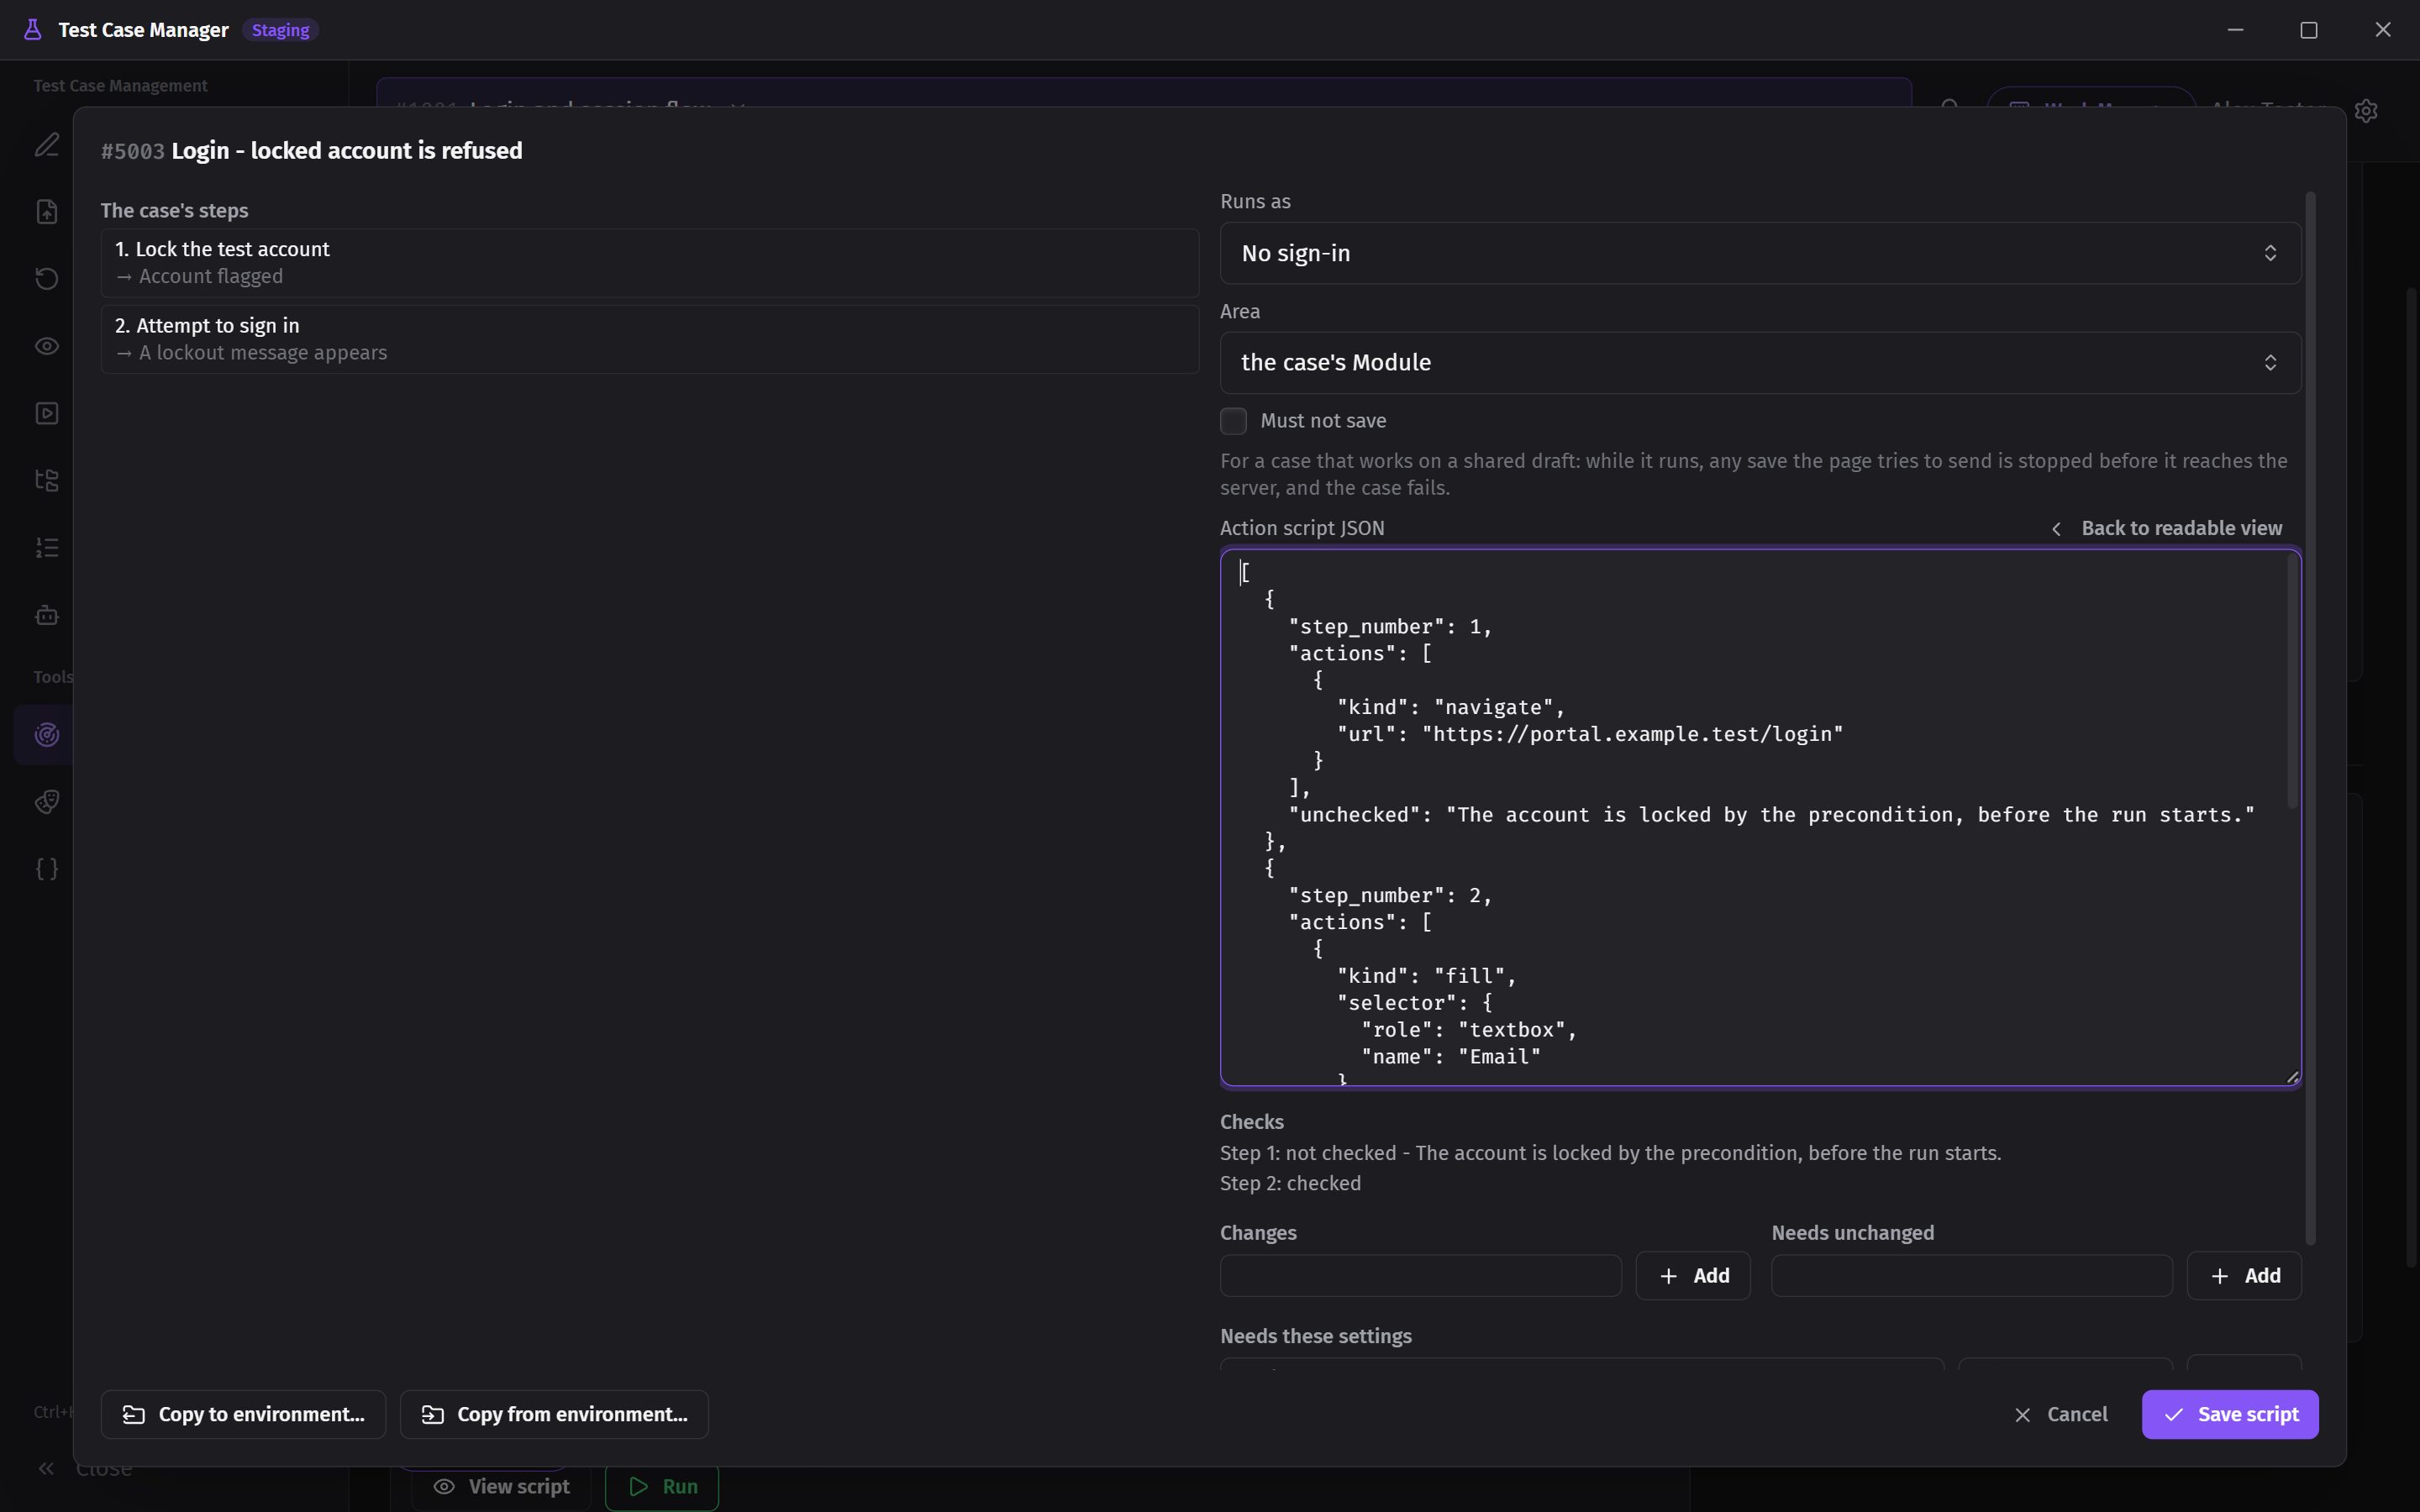 Test Case Manager Staging
Test Case Management
#5003 Login - locked account is refused
The case's steps
1. Lock the test account
→ Account flagged
2. Attempt to sign in
→ A lockout message appears
Tools
Ctrl+
Close
Runs as
No sign-in
Area
the case's Module
Must not save
For a case that works on a shared draft: while it runs, any save the page tries to send is stopped before it reaches the
server, and the case fails.
Action script JSON
Back to readable view
[
  {
    "step_number": 1,
    "actions": [
      {
        "kind": "navigate",
        "url": "https://portal.example.test/login"
      }
    ],
    "unchecked": "The account is locked by the precondition, before the run starts."
  },
  {
    "step_number": 2,
    "actions": [
      {
        "kind": "fill",
        "selector": {
          "role": "textbox",
          "name": "Email"
        }
Checks
Step 1: not checked - The account is locked by the precondition, before the run starts.
Step 2: checked
Changes
Add
Needs unchanged
Add
Needs these settings
Copy to environment...
Copy from environment...
Cancel
Save script
View script
Run